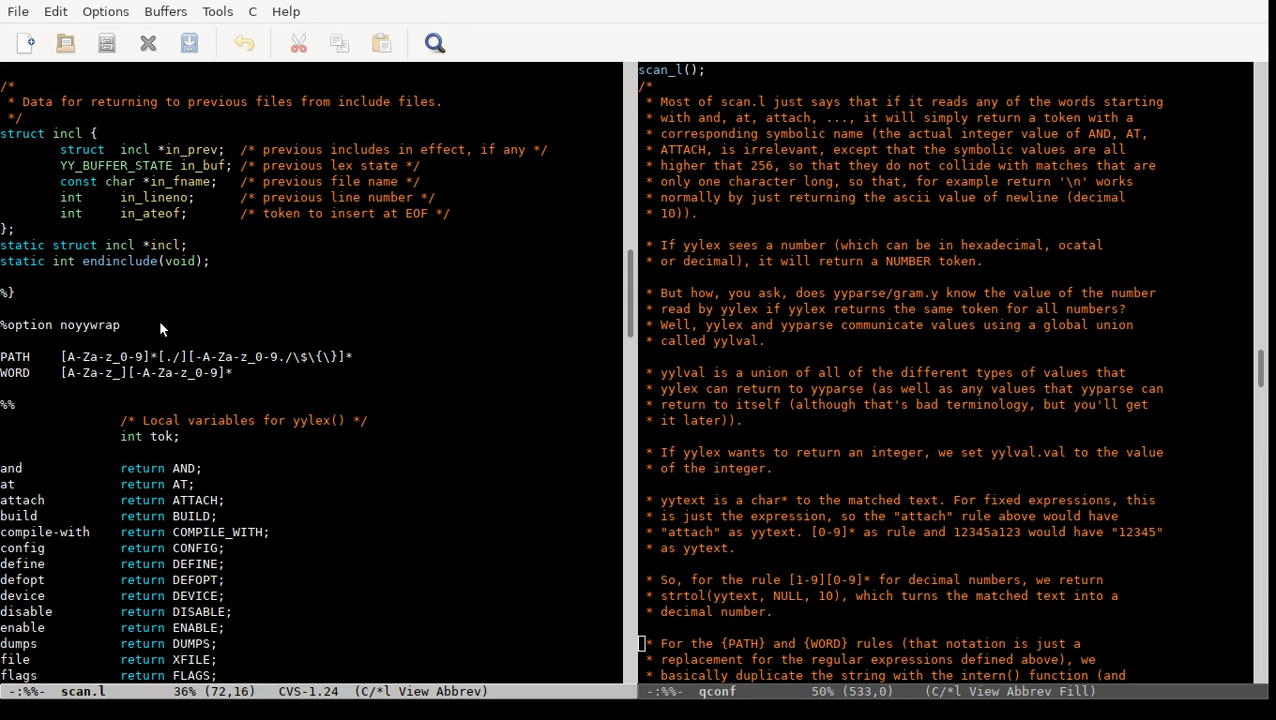 File Edit Options Buffers Tools C Help
/*
 * Data for returning to previous files from include files.
 */
struct incl {
        struct  incl *in_prev;  /* previous includes in effect, if any */
        YY_BUFFER_STATE in_buf; /* previous lex state */
        const char *in_fname;   /* previous file name */
        int     in_lineno;      /* previous line number */
        int     in_ateof;       /* token to insert at EOF */
};
static struct incl *incl;
static int endinclude(void);
%}
%option noyywrap
PATH    [A-Za-z_0-9]*[./][-A-Za-z_0-9./\$\{\}]*
WORD    [A-Za-z_][-A-Za-z_0-9]*
%%
                /* Local variables for yylex() */
                int tok;
and             return AND;
at              return AT;
attach          return ATTACH;
build           return BUILD;
compile-with    return COMPILE_WITH;
config          return CONFIG;
define          return DEFINE;
defopt          return DEFOPT;
device          return DEVICE;
disable         return DISABLE;
enable          return ENABLE;
dumps           return DUMPS;
file            return XFILE;
flags           return FLAGS;
-:%%-  scan.l         36% (72,16)   CVS-1.24  (C/*l View Abbrev)
scan_l();
/*
 * Most of scan.l just says that if it reads any of the words starting
 * with and, at, attach, ..., it will simply return a token with a
 * corresponding symbolic name (the actual integer value of AND, AT,
 * ATTACH, is irrelevant, except that the symbolic values are all
 * higher that 256, so that they do not collide with matches that are
 * only one character long, so that, for example return '\n' works
 * normally by just returning the ascii value of newline (decimal
 * 10)).
 * If yylex sees a number (which can be in hexadecimal, ocatal
 * or decimal), it will return a NUMBER token.
 * But how, you ask, does yyparse/gram.y know the value of the number
 * read by yylex if yylex returns the same token for all numbers?
 * Well, yylex and yyparse communicate values using a global union
 * called yylval.
 * yylval is a union of all of the different types of values that
 * yylex can return to yyparse (as well as any values that yyparse can
 * return to itself (although that's bad terminology, but you'll get
 * it later)).
 * If yylex wants to return an integer, we set yylval.val to the value
 * of the integer.
 * yytext is a char* to the matched text. For fixed expressions, this
 * is just the expression, so the "attach" rule above would have
 * "attach" as yytext. [0-9]* as rule and 12345a123 would have "12345"
 * as yytext.
 * So, for the rule [1-9][0-9]* for decimal numbers, we return
 * strtol(yytext, NULL, 10), which turns the matched text into a
 * decimal number.
 * For the {PATH} and {WORD} rules (that notation is just a
 * replacement for the regular expressions defined above), we
 * basically duplicate the string with the intern() function (and
-:%%-  qconf          50% (533,0)    (C/*l View Abbrev Fill)